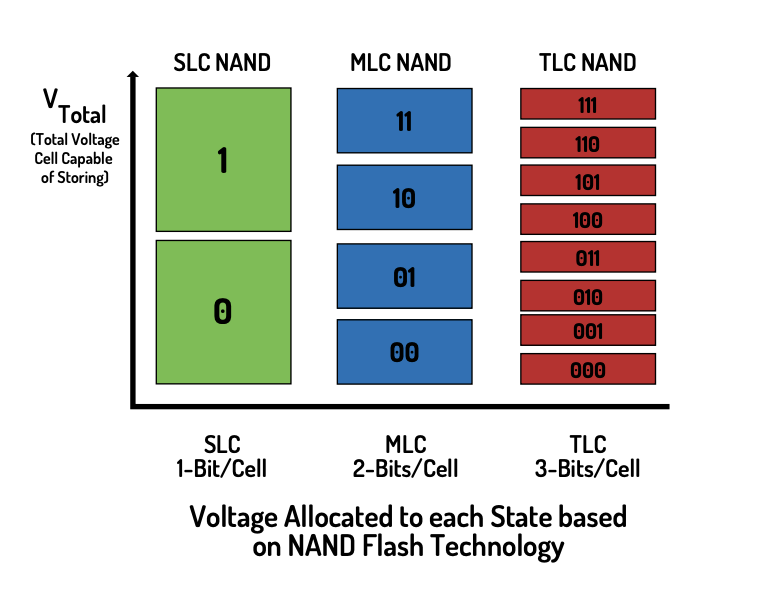 SLC NAND
MLC NAND
TLC NAND
V Total
(Total Voltage
Cell Capable
of Storing)
1
0
11
10
01
00
111
110
101
100
011
010
001
000
SLC
1-Bit/Cell
MLC
2-Bits/Cell
TLC
3-Bits/Cell
Voltage Allocated to each State based
on NAND Flash Technology